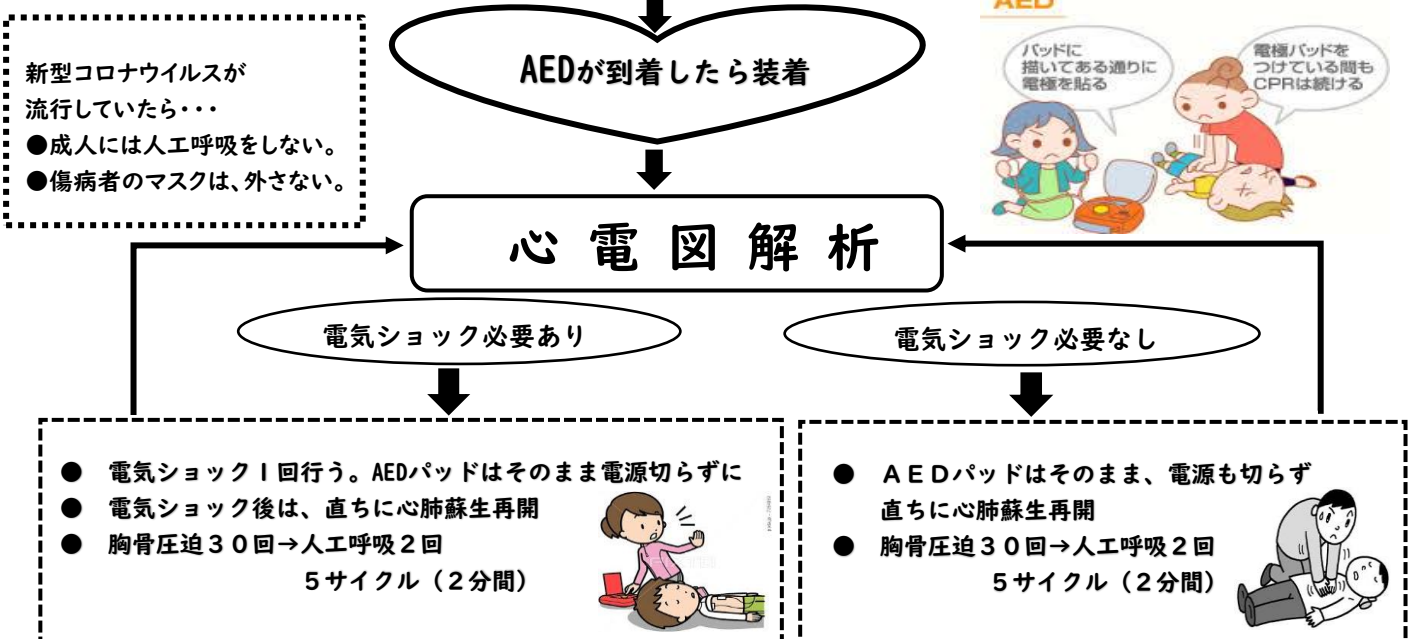 AED
新型コロナウイルスが
流行していたら・・・
●成人には人工呼吸をしない。
●傷病者のマスクは、外さない。
AEDが到着したら装着
パッドに
描いてある通りに
電極を貼る
電極パッドを
つけている間も
CPRは続ける
心電図解析
電気ショック必要あり
電気ショック必要なし
● 電気ショック1回行う。AEDパッドはそのまま電源切らずに
● 電気ショック後は、直ちに心肺蘇生再開
● 胸骨圧迫30回→人工呼吸2回
5サイクル(2分間)
● AEDパッドはそのまま、電源も切らず
直ちに心肺蘇生再開
● 胸骨圧迫30回→人工呼吸2回
5サイクル(2分間)